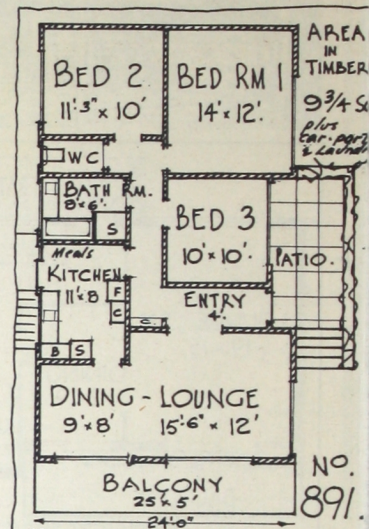 AREA
IN
TIMBER
9 3/4 Sq
plus
car-port
& Laundry
BED 2
11'-3" x 10'
BED RM 1
14' x 12'
WC
BATH RM.
8' x 6'
S
BED 3
10' x 10'
PATIO.
Meals
KITCHEN
11' x 8
F
C
ENTRY
4'
C
B
S
DINING - LOUNGE
9' x 8'
15'-6" x 12'
BALCONY
25' x 5'
24'-0"
No.
891.